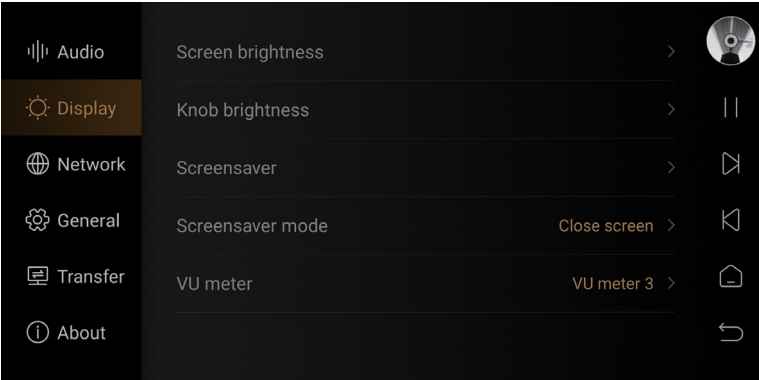 Audio
Display
Network
General
Transfer
About
Screen brightness
Knob brightness
Screensaver
Screensaver mode Close screen
VU meter VU meter 3